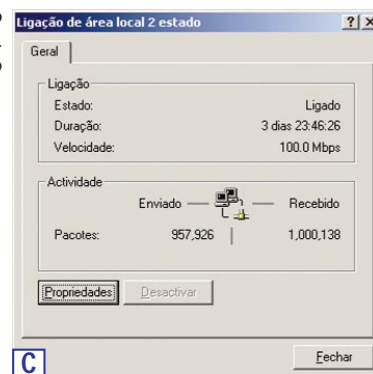 Ligação de área local 2 estado
Geral
Ligação
Estado: Ligado
Duração: 3 dias 23:46:26
Velocidade: 100.0 Mbps
Actividade
Enviado — — Recebido
Pacotes: 957,926 | 1,000,138
Propriedades Desactivar
Fechar
C